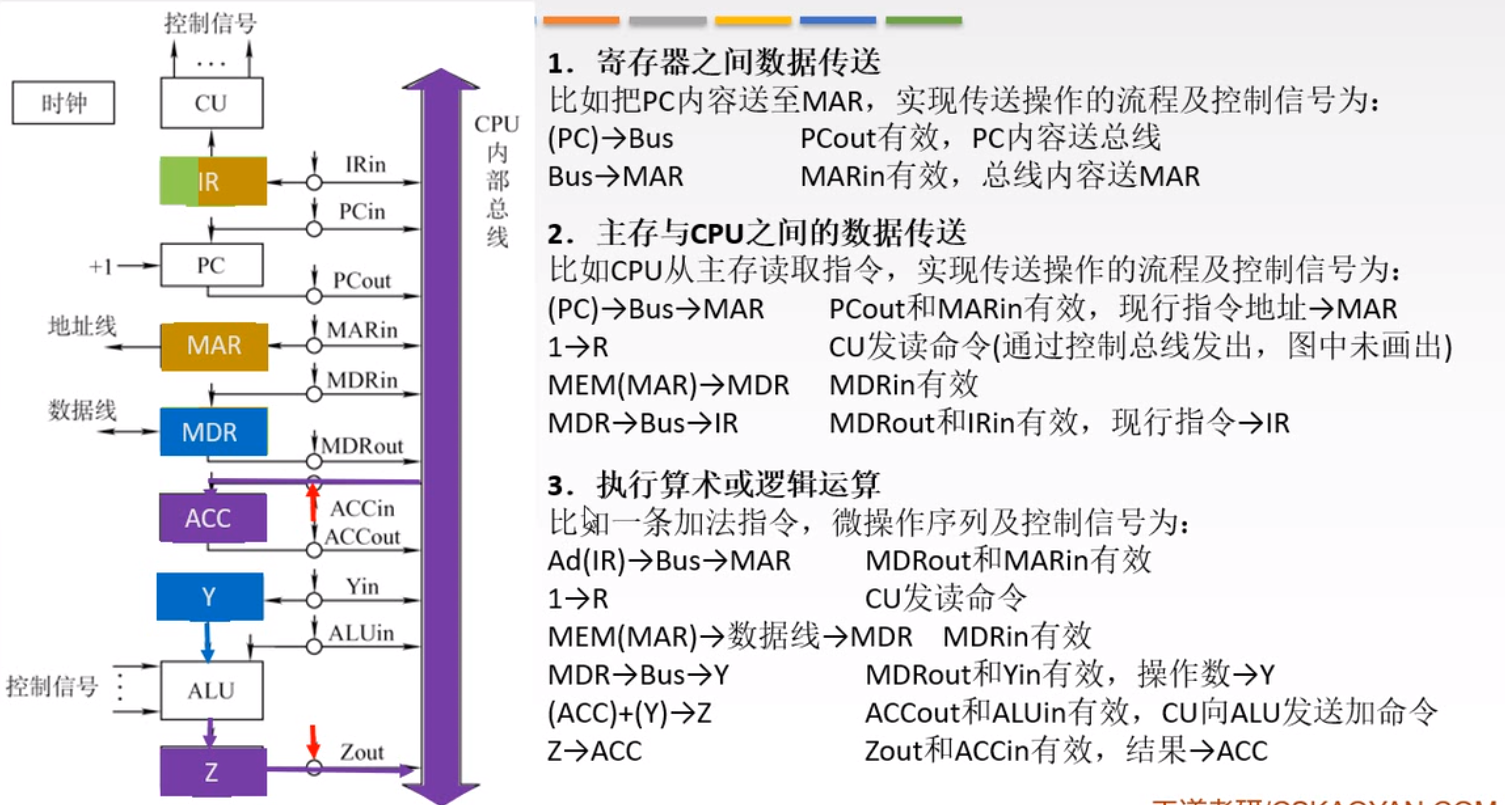 控制信号
...
时钟
CU
CPU内部总线
IR
IRin
PCin
+1
PC
PCout
地址线
MAR
MARin
MDRin
数据线
MDR
MDRout
ACC
ACCin
ACCout
Y
Yin
ALUin
控制信号
ALU
Z
Zout
1. 寄存器之间数据传送
比如把PC内容送至MAR，实现传送操作的流程及控制信号为：
(PC)→Bus PCout有效，PC内容送总线
Bus→MAR MARin有效，总线内容送MAR
2. 主存与CPU之间的数据传送
比如CPU从主存读取指令，实现传送操作的流程及控制信号为：
(PC)→Bus→MAR PCout和MARin有效，现行指令地址→MAR
1→R CU发读命令(通过控制总线发出，图中未画出)
MEM(MAR)→MDR MDRin有效
MDR→Bus→IR MDRout和IRin有效，现行指令→IR
3. 执行算术或逻辑运算
比如一条加法指令，微操作序列及控制信号为：
Ad(IR)→Bus→MAR MDRout和MARin有效
1→R CU发读命令
MEM(MAR)→数据线→MDR MDRin有效
MDR→Bus→Y MDRout和Yin有效，操作数→Y
(ACC)+(Y)→Z ACCout和ALUin有效，CU向ALU发送加命令
Z→ACC Zout和ACCin有效，结果→ACC